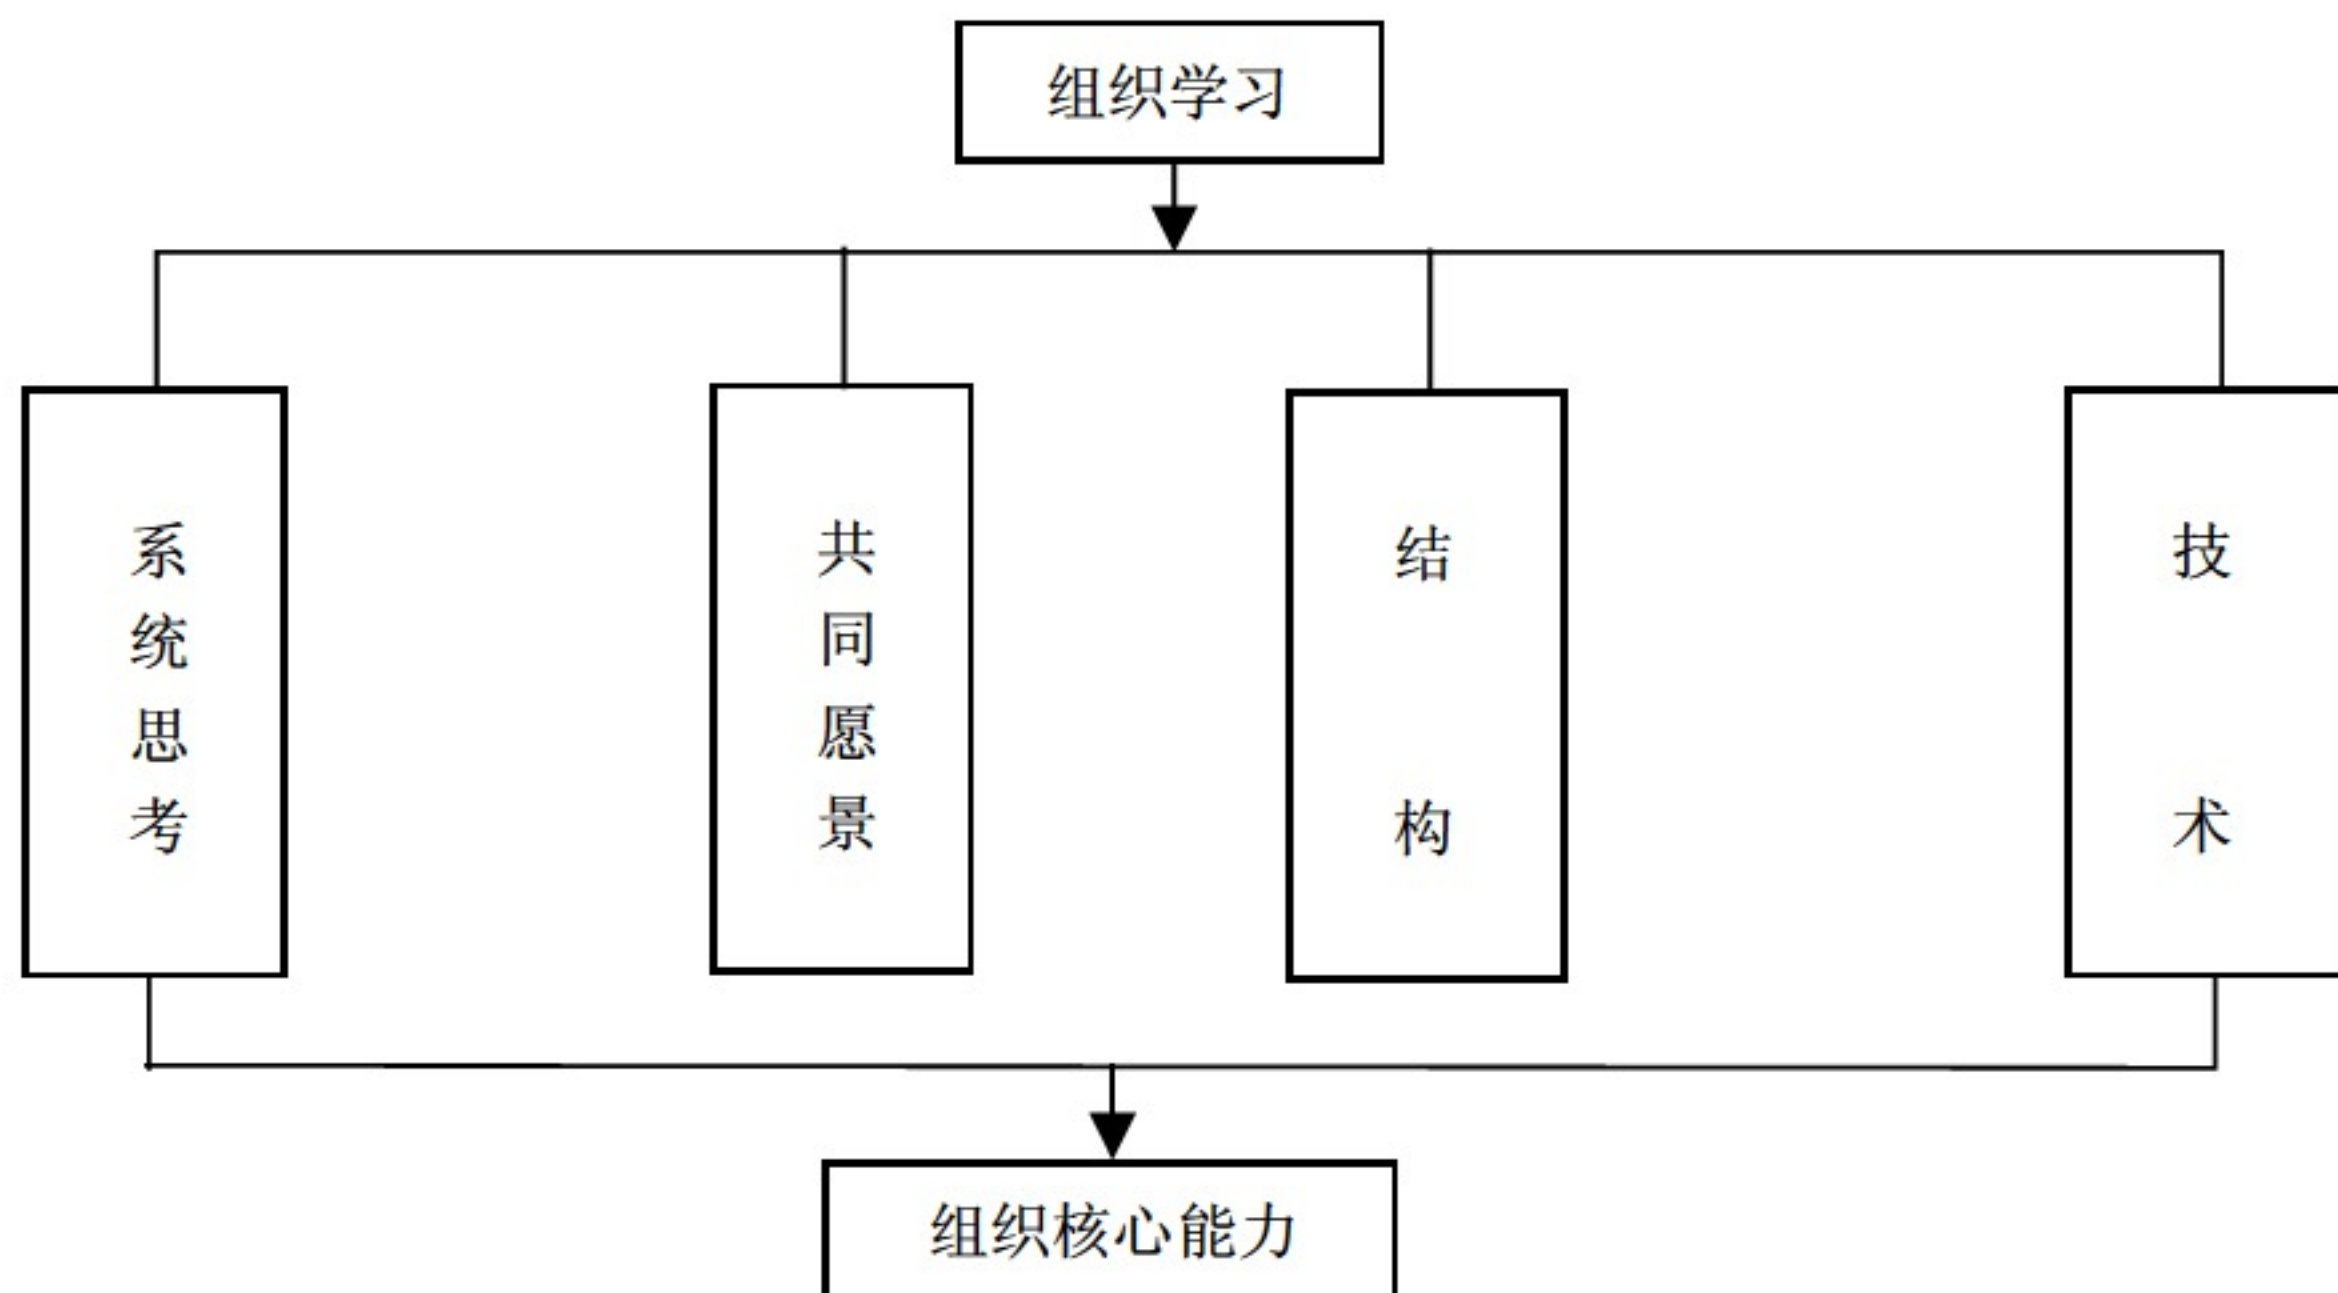 组织学习
系统思考
共同愿景
结构
技术
组织核心能力